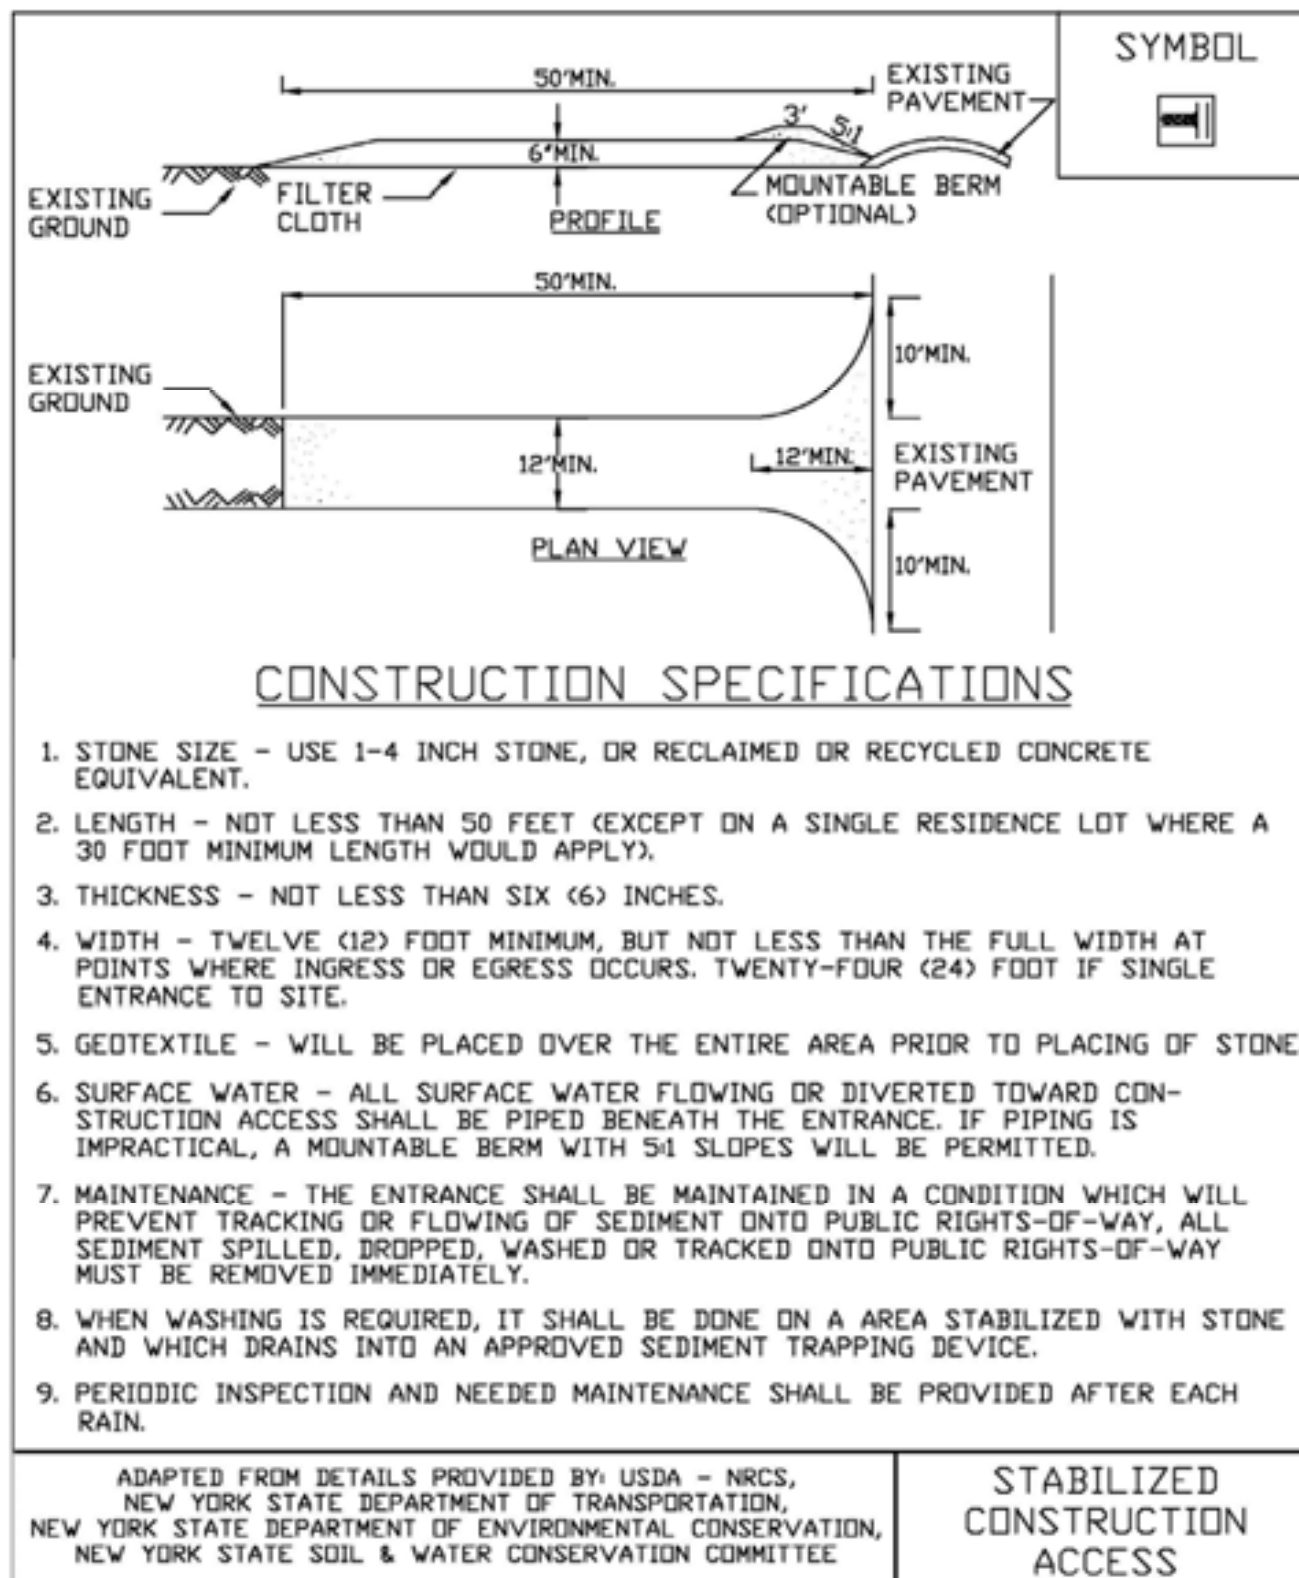 SYMBOL
50'MIN.
EXISTING
PAVEMENT
3'
5:1
6"MIN.
EXISTING
GROUND
FILTER
CLOTH
PROFILE
MOUNTABLE BERM
(OPTIONAL)
50'MIN.
10'MIN.
EXISTING
GROUND
12'MIN.
12'MIN.
EXISTING
PAVEMENT
PLAN VIEW
10'MIN.
CONSTRUCTION SPECIFICATIONS
1. STONE SIZE - USE 1-4 INCH STONE, OR RECLAIMED OR RECYCLED CONCRETE
EQUIVALENT.
2. LENGTH - NOT LESS THAN 50 FEET (EXCEPT ON A SINGLE RESIDENCE LOT WHERE A
30 FOOT MINIMUM LENGTH WOULD APPLY).
3. THICKNESS - NOT LESS THAN SIX (6) INCHES.
4. WIDTH - TWELVE (12) FOOT MINIMUM, BUT NOT LESS THAN THE FULL WIDTH AT
POINTS WHERE INGRESS OR EGRESS OCCURS. TWENTY-FOUR (24) FOOT IF SINGLE
ENTRANCE TO SITE.
5. GEOTEXTILE - WILL BE PLACED OVER THE ENTIRE AREA PRIOR TO PLACING OF STONE
6. SURFACE WATER - ALL SURFACE WATER FLOWING OR DIVERTED TOWARD CON-
STRUCTION ACCESS SHALL BE PIPED BENEATH THE ENTRANCE. IF PIPING IS
IMPRACTICAL, A MOUNTABLE BERM WITH 5:1 SLOPES WILL BE PERMITTED.
7. MAINTENANCE - THE ENTRANCE SHALL BE MAINTAINED IN A CONDITION WHICH WILL
PREVENT TRACKING OR FLOWING OF SEDIMENT ONTO PUBLIC RIGHTS-OF-WAY, ALL
SEDIMENT SPILLED, DROPPED, WASHED OR TRACKED ONTO PUBLIC RIGHTS-OF-WAY
MUST BE REMOVED IMMEDIATELY.
8. WHEN WASHING IS REQUIRED, IT SHALL BE DONE ON A AREA STABILIZED WITH STONE
AND WHICH DRAINS INTO AN APPROVED SEDIMENT TRAPPING DEVICE.
9. PERIODIC INSPECTION AND NEEDED MAINTENANCE SHALL BE PROVIDED AFTER EACH
RAIN.
ADAPTED FROM DETAILS PROVIDED BY: USDA - NRCS,
NEW YORK STATE DEPARTMENT OF TRANSPORTATION,
NEW YORK STATE DEPARTMENT OF ENVIRONMENTAL CONSERVATION,
NEW YORK STATE SOIL & WATER CONSERVATION COMMITTEE
STABILIZED
CONSTRUCTION
ACCESS